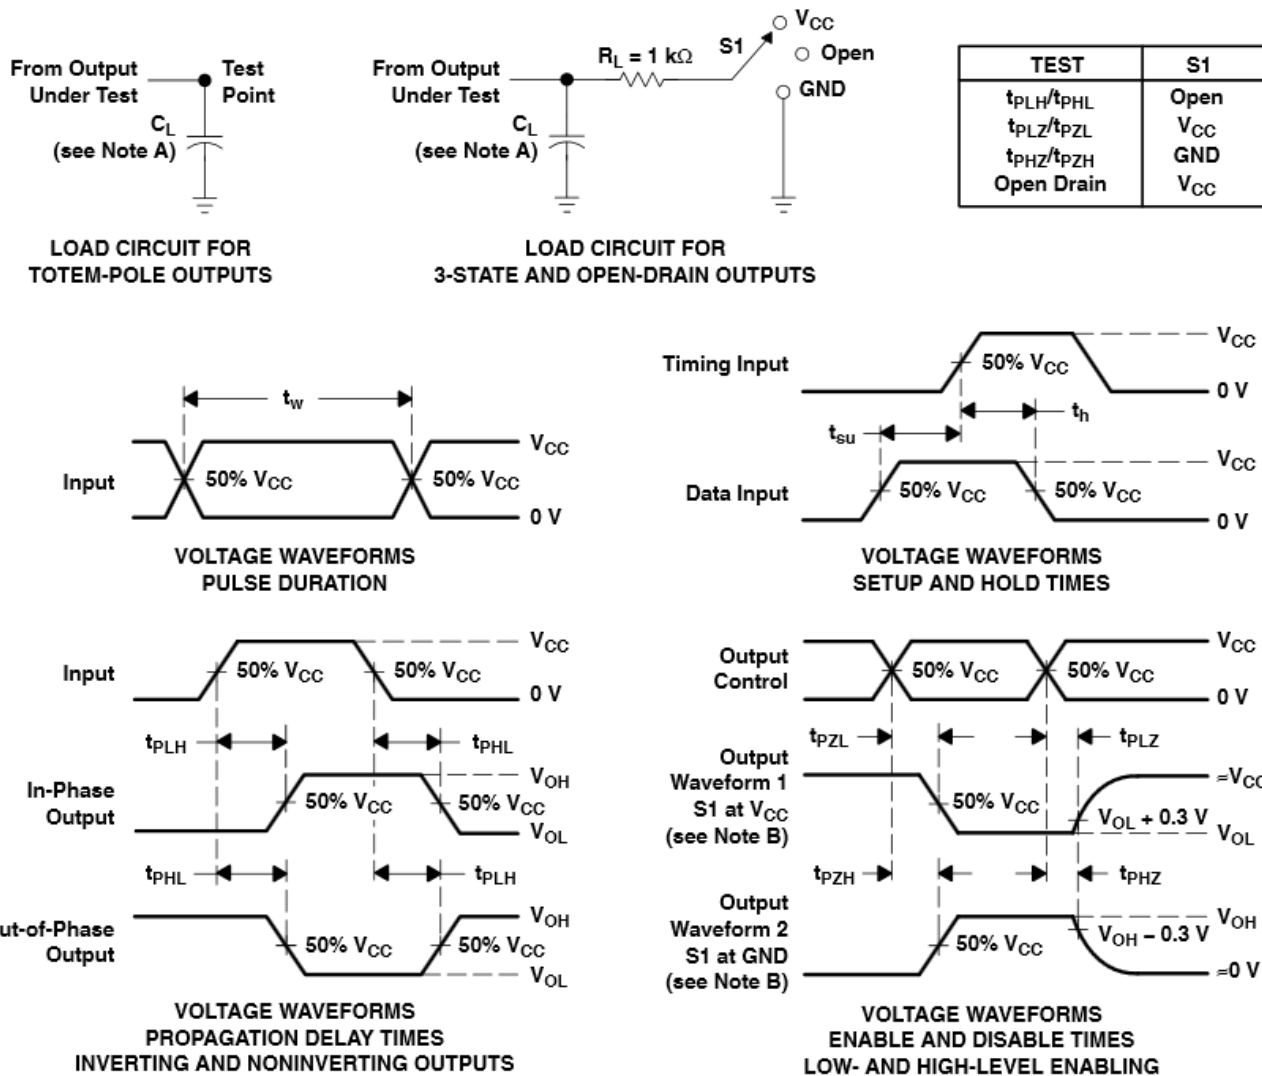 From Output
Under Test
Test
Point
CL
(see Note A)
LOAD CIRCUIT FOR
TOTEM-POLE OUTPUTS
From Output
Under Test
RL = 1 kΩ
S1
VCC
Open
GND
CL
(see Note A)
LOAD CIRCUIT FOR
3-STATE AND OPEN-DRAIN OUTPUTS
TEST S1
tPLH/tPHL Open
tPLZ/tPZL VCC
tPHZ/tPZH GND
Open Drain VCC
tw
Input
50% VCC
50% VCC
VCC
0 V
VOLTAGE WAVEFORMS
PULSE DURATION
Timing Input
50% VCC
VCC
0 V
tsu
th
Data Input
50% VCC
50% VCC
VCC
0 V
VOLTAGE WAVEFORMS
SETUP AND HOLD TIMES
Input
50% VCC
50% VCC
VCC
0 V
tPLH
tPHL
In-Phase
Output
50% VCC
50% VCC
VOH
VOL
tPHL
tPLH
ut-of-Phase
Output
50% VCC
50% VCC
VOH
VOL
VOLTAGE WAVEFORMS
PROPAGATION DELAY TIMES
INVERTING AND NONINVERTING OUTPUTS
Output
Control
50% VCC
50% VCC
VCC
0 V
tPZL
tPLZ
Output
Waveform 1
S1 at VCC
(see Note B)
50% VCC
VOL + 0.3 V
≈VCC
VOL
tPZH
tPHZ
Output
Waveform 2
S1 at GND
(see Note B)
50% VCC
VOH – 0.3 V
VOH
≈0 V
VOLTAGE WAVEFORMS
ENABLE AND DISABLE TIMES
LOW- AND HIGH-LEVEL ENABLING